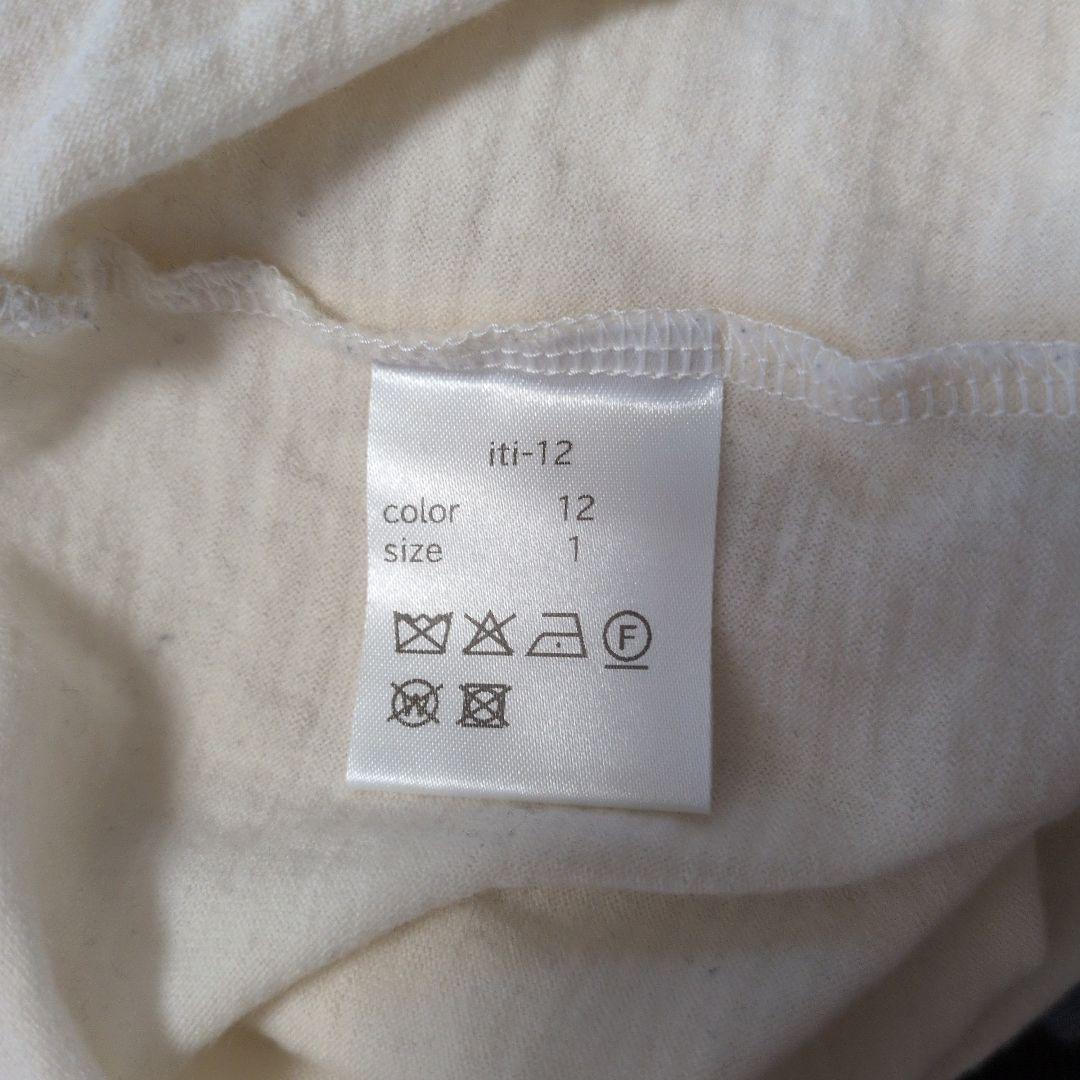 iti-12
color 12
size 1
F
W